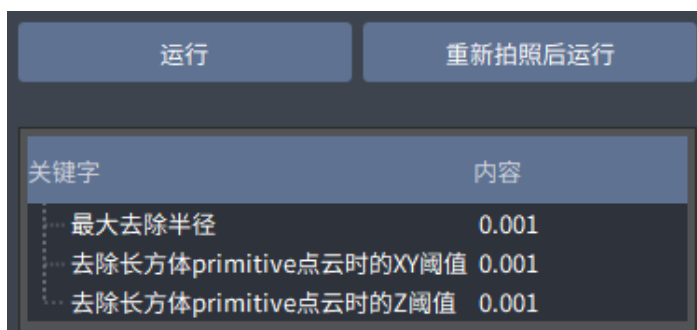 运行 重新拍照后运行
关键字 内容
最大去除半径 0.001
去除长方体primitive点云时的XY阈值 0.001
去除长方体primitive点云时的Z阈值 0.001